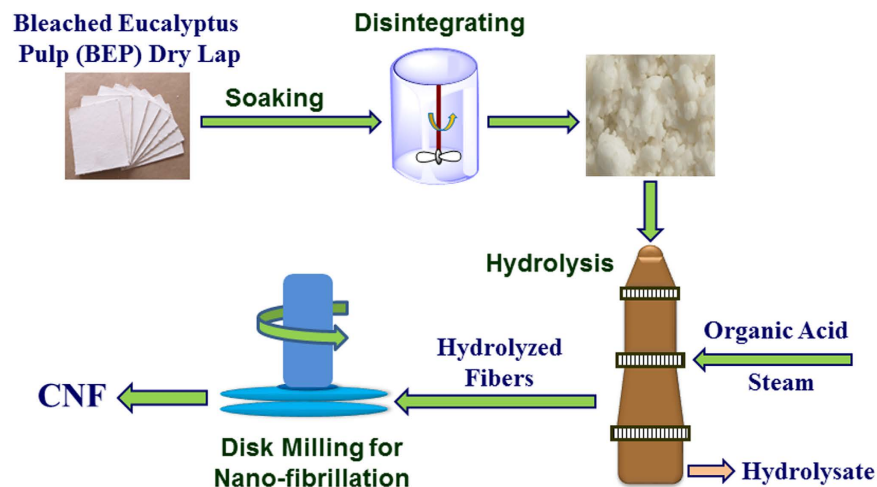 Bleached Eucalyptus
Pulp (BEP) Dry Lap
Soaking
Disintegrating
Hydrolysis
Organic Acid
Steam
Hydrolysate
Hydrolyzed
Fibers
Disk Milling for
Nano-fibrillation
CNF